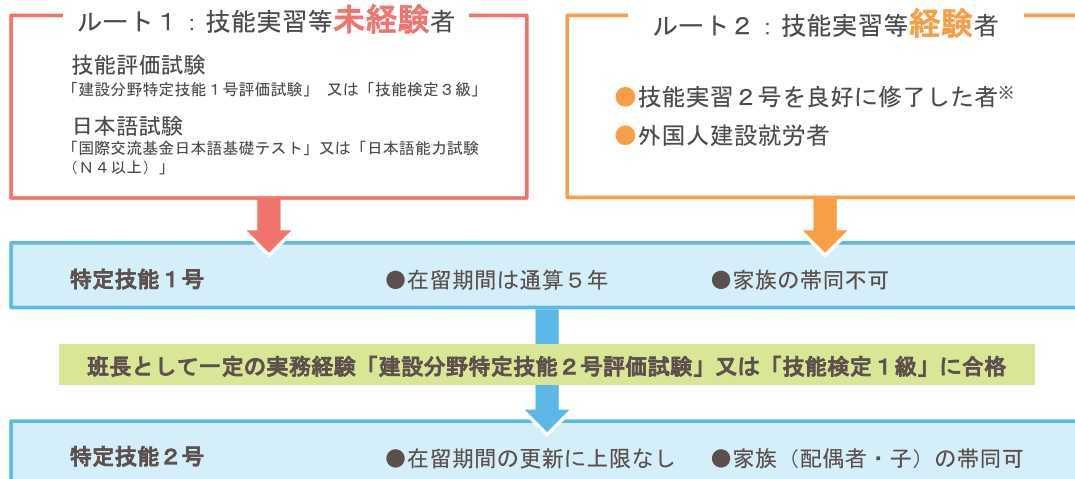 ルート１：技能実習等未経験者
技能評価試験
「建設分野特定技能１号評価試験」 又は「技能検定３級」
日本語試験
「国際交流基金日本語基礎テスト」又は「日本語能力試験
（Ｎ４以上）」
ルート２：技能実習等経験者
●技能実習２号を良好に修了した者※
●外国人建設就労者
特定技能１号 ●在留期間は通算５年 ●家族の帯同不可
班長として一定の実務経験「建設分野特定技能２号評価試験」又は「技能検定１級」に合格
特定技能２号 ●在留期間の更新に上限なし ●家族（配偶者・子）の帯同可